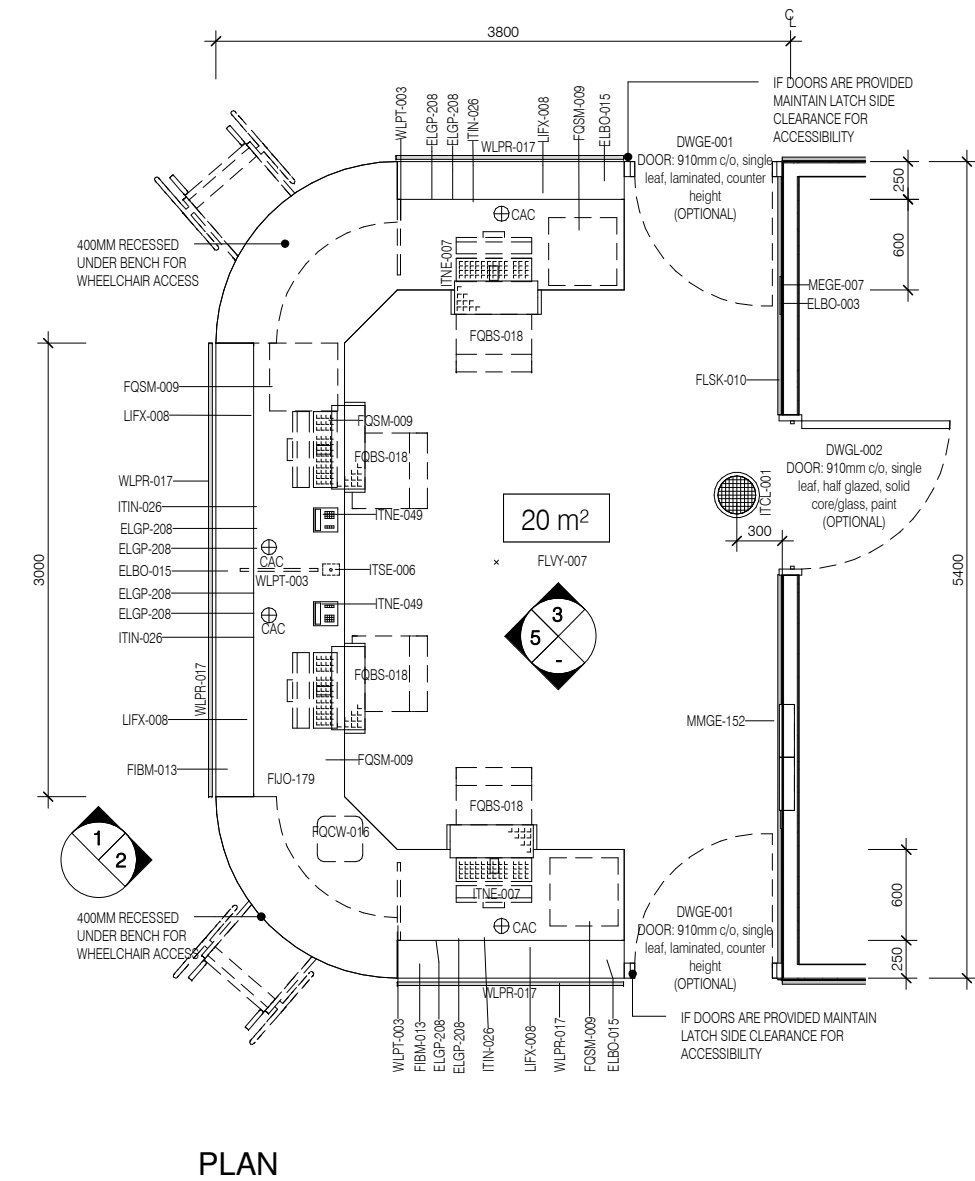 3800
C
L
IF DOORS ARE PROVIDED
MAINTAIN LATCH SIDE
CLEARANCE FOR
ACCESSIBILITY
WLPT-003
ELGP-208
ELGP-208
ITIN-026
LIFX-008
FQSM-009
ELBO-015
WLPR-017
DWGE-001
DOOR: 910mm c/o, single
leaf, laminated, counter
height
(OPTIONAL)
250
600
CAC
ITNE-007
FQBS-018
400MM RECESSED
UNDER BENCH FOR
WHEELCHAIR ACCESS
MEGE-007
ELBO-003
FLSK-010
FQSM-009
LIFX-008
FQSM-009
FQBS-018
WLPR-017
ITIN-026
ELGP-208
ELGP-208
ELBO-015
ELGP-208
ELGP-208
ITIN-026
WLPR-017
LIFX-008
FIBM-013
3000
ITNE-049
CAC
WLPT-003
ITSE-006
ITNE-049
CAC
FQBS-018
FQSM-009
FIJO-179
20 m²
FLVY-007
3
5
-
ITCL-001
300
DWGL-002
DOOR: 910mm c/o, single
leaf, half glazed, solid
core/glass, paint
(OPTIONAL)
5400
MMGE-152
FQBS-018
FQCW-016
ITNE-007
CAC
1
2
400MM RECESSED
UNDER BENCH FOR
WHEELCHAIR ACCESS
DWGE-001
DOOR: 910mm c/o, single
leaf, laminated, counter
height
(OPTIONAL)
600
250
WLPR-017
WLPT-003
FIBM-013
ELGP-208
ELGP-208
ITIN-026
LIFX-008
WLPR-017
FQSM-009
ELBO-015
IF DOORS ARE PROVIDED MAINTAIN
LATCH SIDE CLEARANCE FOR
ACCESSIBILITY
PLAN